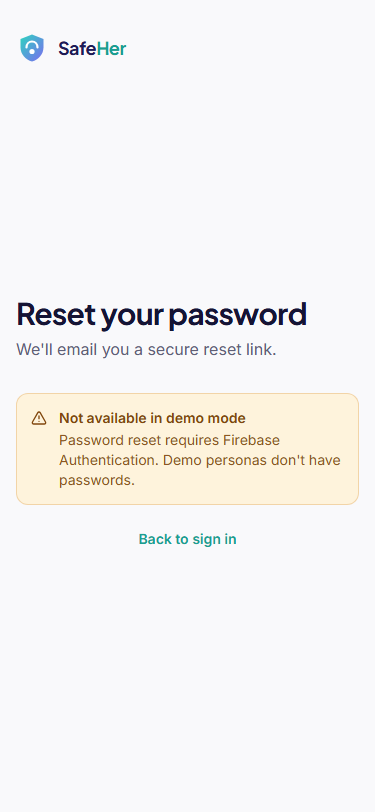 SafeHer
Reset your password
We'll email you a secure reset link.
Not available in demo mode
Password reset requires Firebase
Authentication. Demo personas don't have
passwords.
Back to sign in